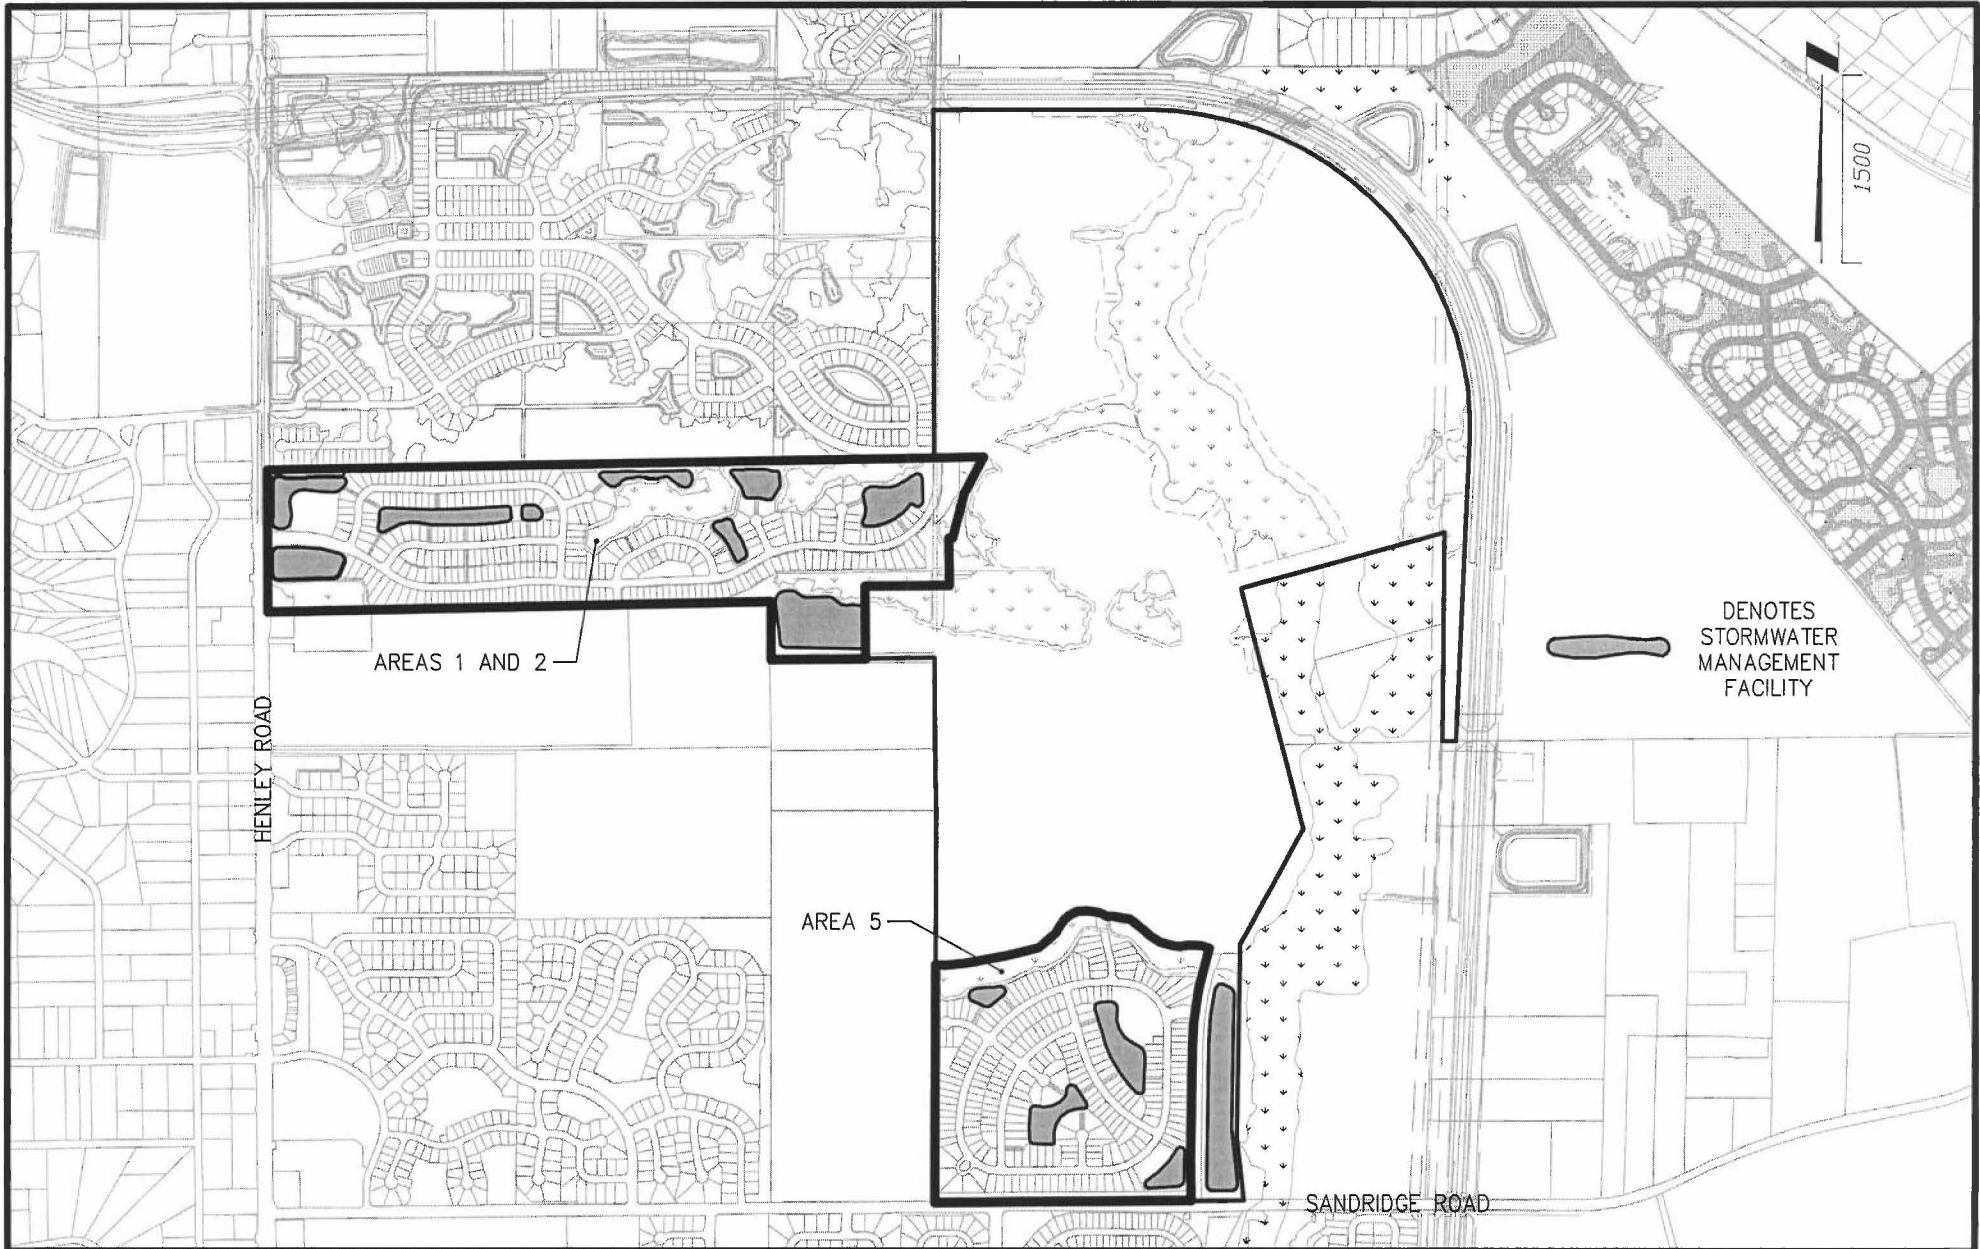 1500
DENOTES
STORMWATER
MANAGEMENT
FACILITY
AREAS 1 AND 2
HENLEY ROAD
AREA 5
SANDRIDGE ROAD